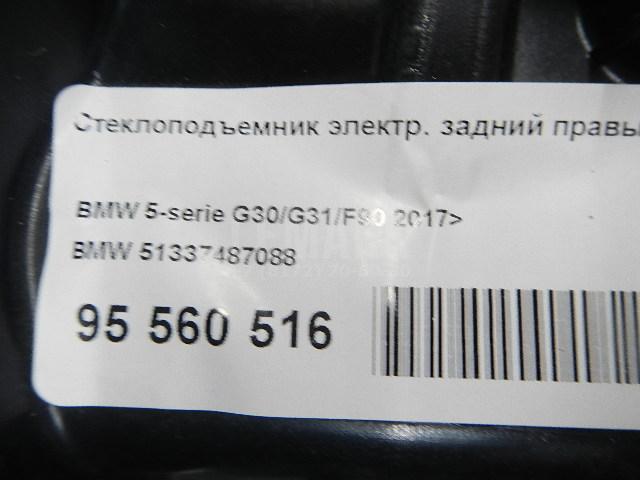 Стеклоподъемник электр. задний правы
BMW 5-serie G30/G31/F90 2017>
BMW 51337487088
95 560 516